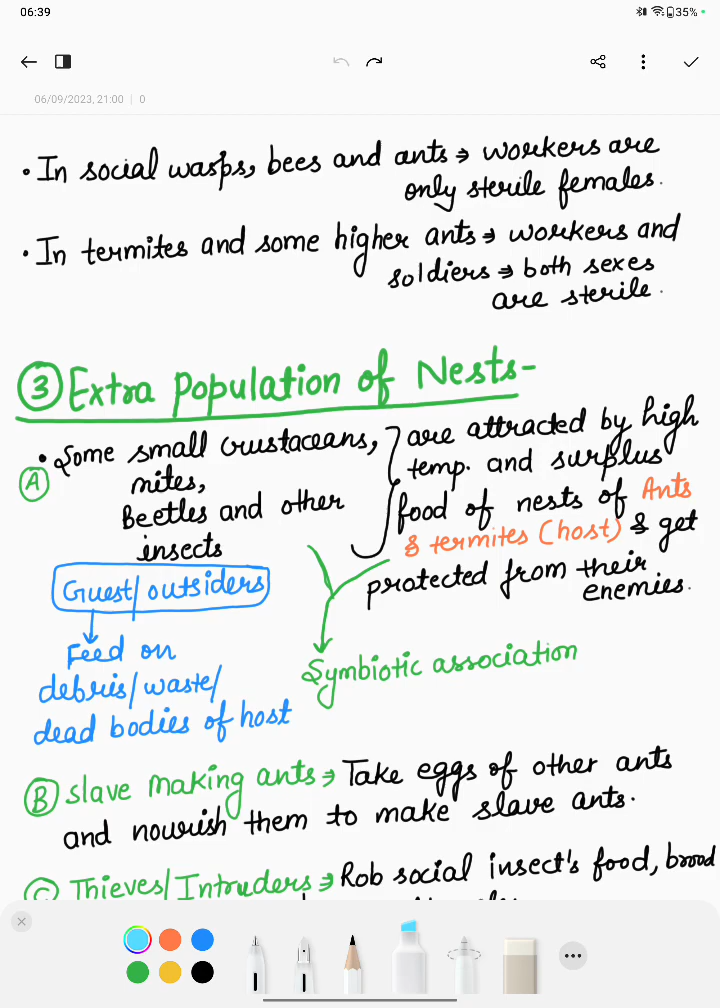 06:39
35%
06/09/2023, 21:00 | 0
• In social wasps, bees and ants → workers are
only sterile females.
• In termites and some higher ants → workers and
soldiers → both sexes
are sterile.
③ Extra Population of Nests-
Ⓐ • Some small crustaceans,
mites,
Beetles and other
insects
are attracted by high
temp. and surplus
food of nests of Ants
& termites (host) & get
protected from their
enemies.
Guest/outsiders
Feed on
debris/waste/
dead bodies of host
Symbiotic association
Ⓑ Slave making ants → Take eggs of other ants
and nourish them to make slave ants.
Ⓒ Thieves/Intruders → Rob social insect's food, brood